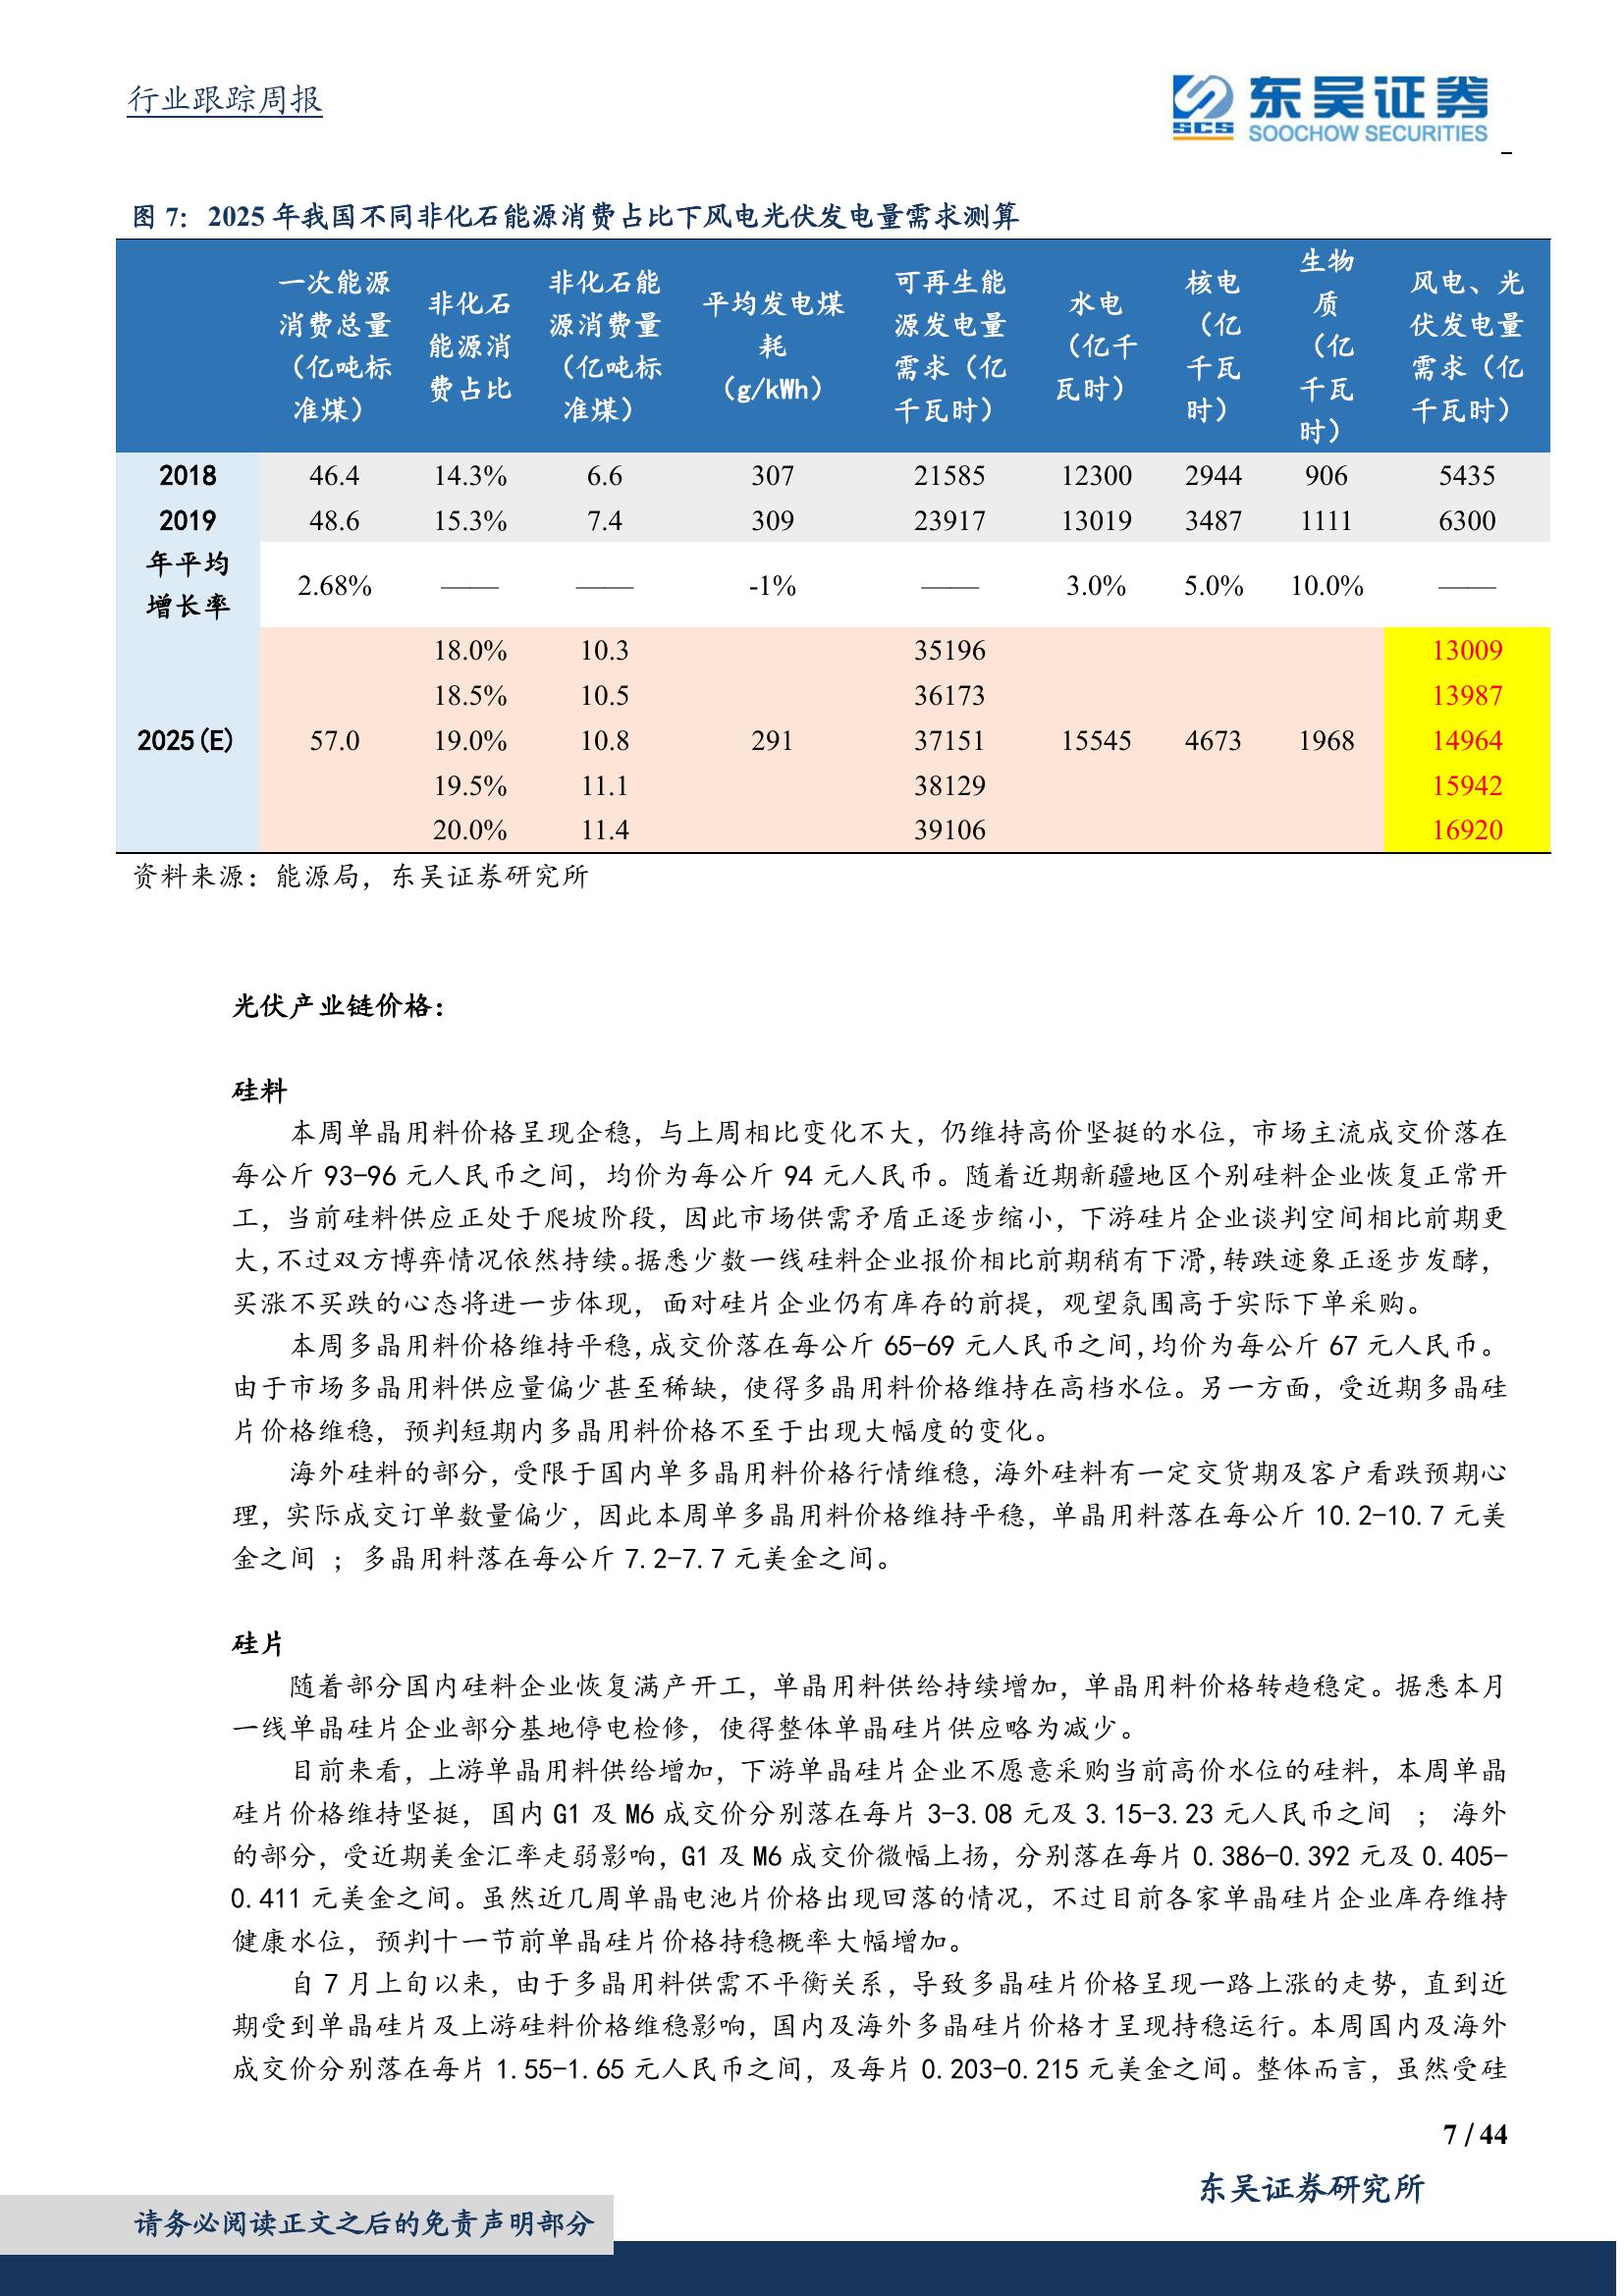 行业跟踪周报
SCS 东吴证券
SOOCHOW SECURITIES
图 7： 2025 年我国不同非化石能源消费占比下风电光伏发电量需求测算
一次能源消费总量（亿吨标准煤） 非化石能源消费占比 非化石能源消费量（亿吨标准煤） 平均发电煤耗（g/kWh） 可再生能源发电量需求（亿千瓦时） 水电（亿千瓦时） 核电（亿千瓦时） 生物质（亿千瓦时） 风电、光伏发电量需求（亿千瓦时）
2018 46.4 14.3% 6.6 307 21585 12300 2944 906 5435
2019 48.6 15.3% 7.4 309 23917 13019 3487 1111 6300
年平均增长率 2.68% —— —— -1% —— 3.0% 5.0% 10.0% ——
18.0% 10.3 35196 13009
18.5% 10.5 36173 13987
2025(E) 57.0 19.0% 10.8 291 37151 15545 4673 1968 14964
19.5% 11.1 38129 15942
20.0% 11.4 39106 16920
资料来源：能源局，东吴证券研究所
光伏产业链价格：
硅料
本周单晶用料价格呈现企稳，与上周相比变化不大，仍维持高价坚挺的水位，市场主流成交价落在
每公斤 93-96 元人民币之间，均价为每公斤 94 元人民币。随着近期新疆地区个别硅料企业恢复正常开
工，当前硅料供应正处于爬坡阶段，因此市场供需矛盾正逐步缩小，下游硅片企业谈判空间相比前期更
大，不过双方博弈情况依然持续。据悉少数一线硅料企业报价相比前期稍有下滑，转跌迹象正逐步发酵，
买涨不买跌的心态将进一步体现，面对硅片企业仍有库存的前提，观望氛围高于实际下单采购。
本周多晶用料价格维持平稳，成交价落在每公斤 65-69 元人民币之间，均价为每公斤 67 元人民币。
由于市场多晶用料供应量偏少甚至稀缺，使得多晶用料价格维持在高档水位。另一方面，受近期多晶硅
片价格维稳，预判短期内多晶用料价格不至于出现大幅度的变化。
海外硅料的部分，受限于国内单多晶用料价格行情维稳，海外硅料有一定交货期及客户看跌预期心
理，实际成交订单数量偏少，因此本周单多晶用料价格维持平稳，单晶用料落在每公斤 10.2-10.7 元美
金之间 ；多晶用料落在每公斤 7.2-7.7 元美金之间。
硅片
随着部分国内硅料企业恢复满产开工，单晶用料供给持续增加，单晶用料价格转趋稳定。据悉本月
一线单晶硅片企业部分基地停电检修，使得整体单晶硅片供应略为减少。
目前来看，上游单晶用料供给增加，下游单晶硅片企业不愿意采购当前高价水位的硅料，本周单晶
硅片价格维持坚挺，国内 G1 及 M6 成交价分别落在每片 3-3.08 元及 3.15-3.23 元人民币之间 ； 海外
的部分，受近期美金汇率走弱影响，G1 及 M6 成交价微幅上扬，分别落在每片 0.386-0.392 元及 0.405-
0.411 元美金之间。虽然近几周单晶电池片价格出现回落的情况，不过目前各家单晶硅片企业库存维持
健康水位，预判十一节前单晶硅片价格持稳概率大幅增加。
自 7 月上旬以来，由于多晶用料供需不平衡关系，导致多晶硅片价格呈现一路上涨的走势，直到近
期受到单晶硅片及上游硅料价格维稳影响，国内及海外多晶硅片价格才呈现持稳运行。本周国内及海外
成交价分别落在每片 1.55-1.65 元人民币之间，及每片 0.203-0.215 元美金之间。整体而言，虽然受硅
7 / 44
东吴证券研究所
请务必阅读正文之后的免责声明部分